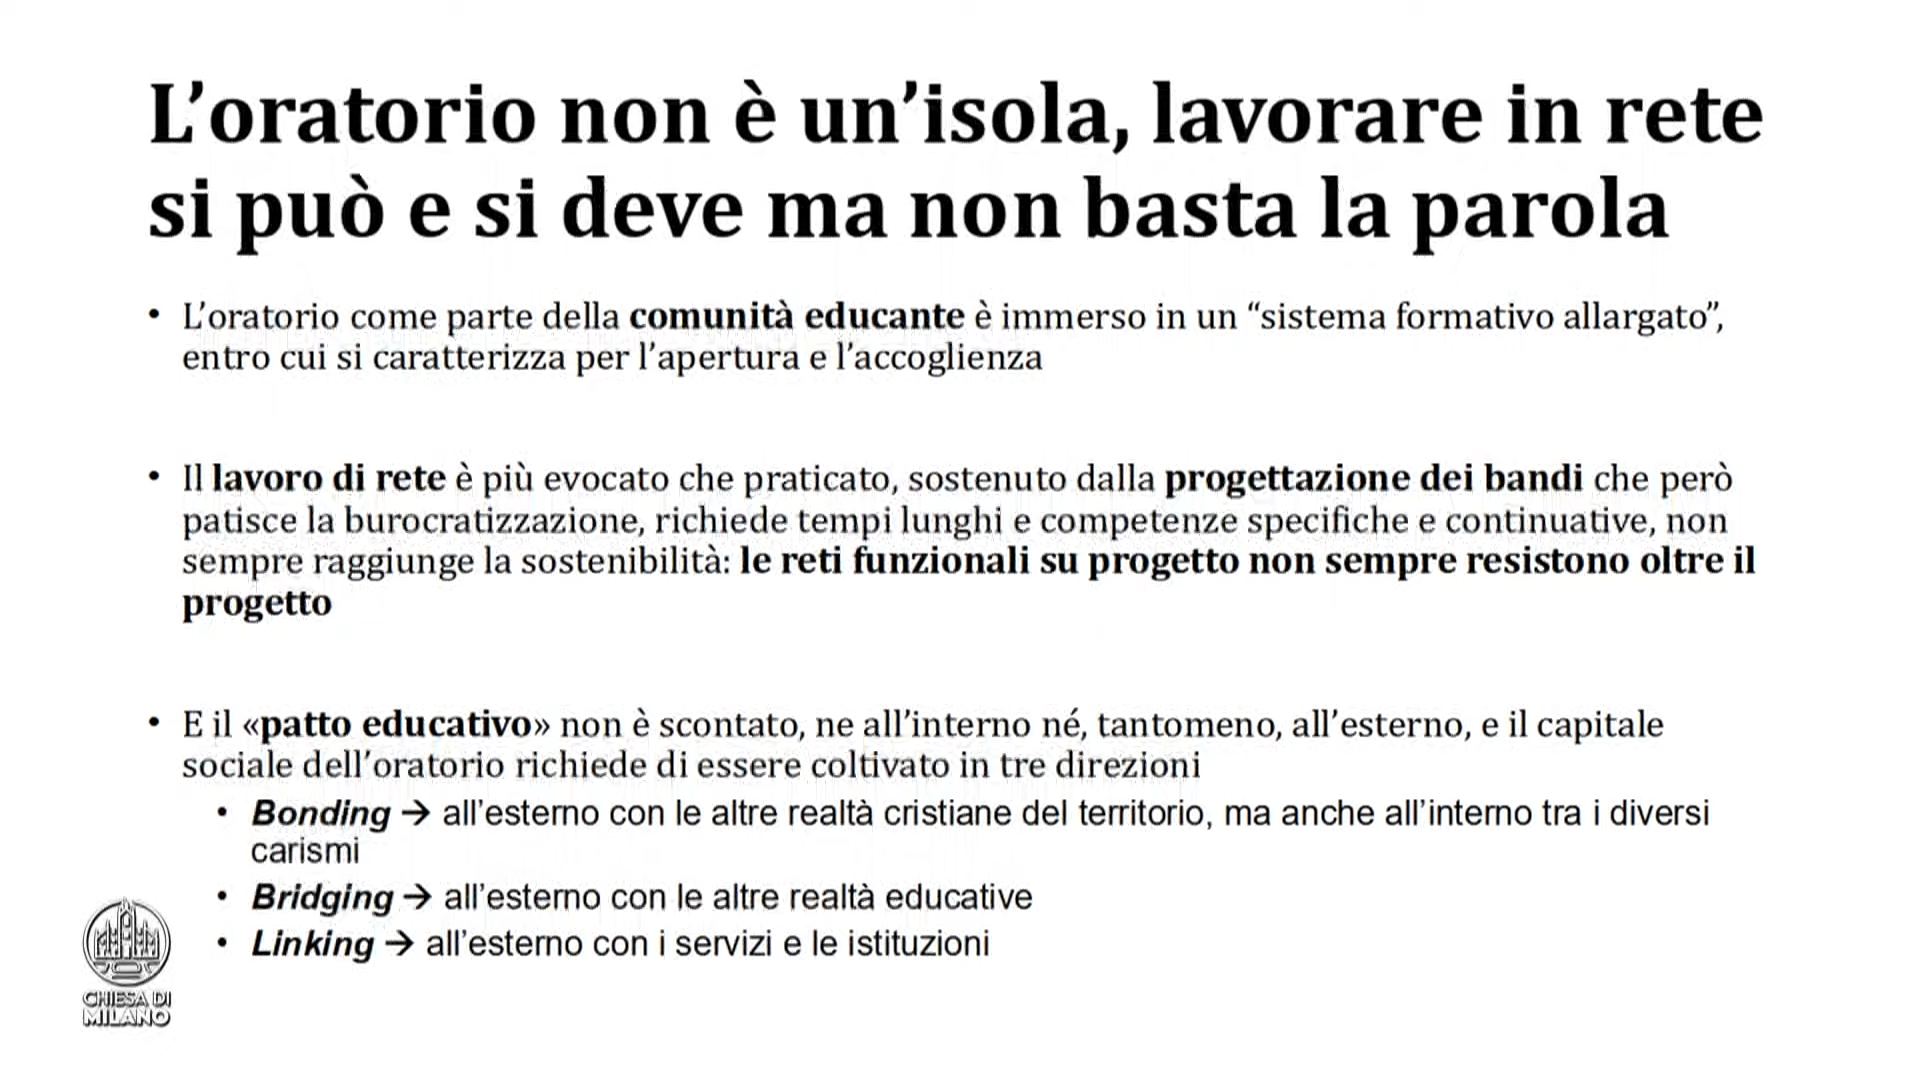 L’oratorio non è un’isola, lavorare in rete
si può e si deve ma non basta la parola
• L’oratorio come parte della comunità educante è immerso in un “sistema formativo allargato”,
entro cui si caratterizza per l’apertura e l’accoglienza
• Il lavoro di rete è più evocato che praticato, sostenuto dalla progettazione dei bandi che però
patisce la burocratizzazione, richiede tempi lunghi e competenze specifiche e continuative, non
sempre raggiunge la sostenibilità: le reti funzionali su progetto non sempre resistono oltre il
progetto
• E il «patto educativo» non è scontato, ne all’interno né, tantomeno, all’esterno, e il capitale
sociale dell’oratorio richiede di essere coltivato in tre direzioni
• Bonding → all’esterno con le altre realtà cristiane del territorio, ma anche all’interno tra i diversi
carismi
• Bridging → all’esterno con le altre realtà educative
• Linking → all’esterno con i servizi e le istituzioni
CHIESA DI
MILANO